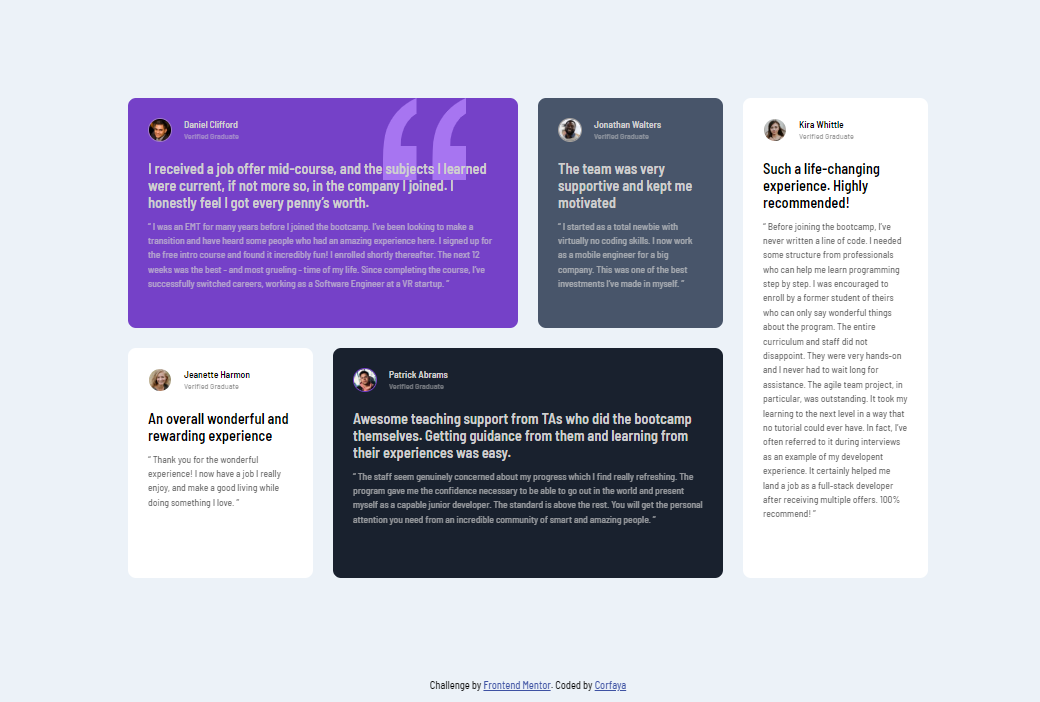 Daniel Clifford
Verified Graduate
I received a job offer mid-course, and the subjects I learned
were current, if not more so, in the company I joined. I
honestly feel I got every penny’s worth.
“ I was an EMT for many years before I joined the bootcamp. I’ve been looking to make a
transition and have heard some people who had an amazing experience here. I signed up for
the free intro course and found it incredibly fun! I enrolled shortly thereafter. The next 12
weeks was the best - and most grueling - time of my life. Since completing the course, I’ve
successfully switched careers, working as a Software Engineer at a VR startup. ”
Jonathan Walters
Verified Graduate
The team was very
supportive and kept me
motivated
“ I started as a total newbie with
virtually no coding skills. I now work
as a mobile engineer for a big
company. This was one of the best
investments I’ve made in myself. ”
Kira Whittle
Verified Graduate
Such a life-changing
experience. Highly
recommended!
“ Before joining the bootcamp, I’ve
never written a line of code. I needed
some structure from professionals
who can help me learn programming
step by step. I was encouraged to
enroll by a former student of theirs
who can only say wonderful things
about the program. The entire
curriculum and staff did not
disappoint. They were very hands-on
and I never had to wait long for
assistance. The agile team project, in
particular, was outstanding. It took my
learning to the next level in a way that
no tutorial could ever have. In fact, I’ve
often referred to it during interviews
as an example of my developent
experience. It certainly helped me
land a job as a full-stack developer
after receiving multiple offers. 100%
recommend! ”
Jeanette Harmon
Verified Graduate
An overall wonderful and
rewarding experience
“ Thank you for the wonderful
experience! I now have a job I really
enjoy, and make a good living while
doing something I love. ”
Patrick Abrams
Verified Graduate
Awesome teaching support from TAs who did the bootcamp
themselves. Getting guidance from them and learning from
their experiences was easy.
“ The staff seem genuinely concerned about my progress which I find really refreshing. The
program gave me the confidence necessary to be able to go out in the world and present
myself as a capable junior developer. The standard is above the rest. You will get the personal
attention you need from an incredible community of smart and amazing people. ”
Challenge by Frontend Mentor. Coded by Corfaya